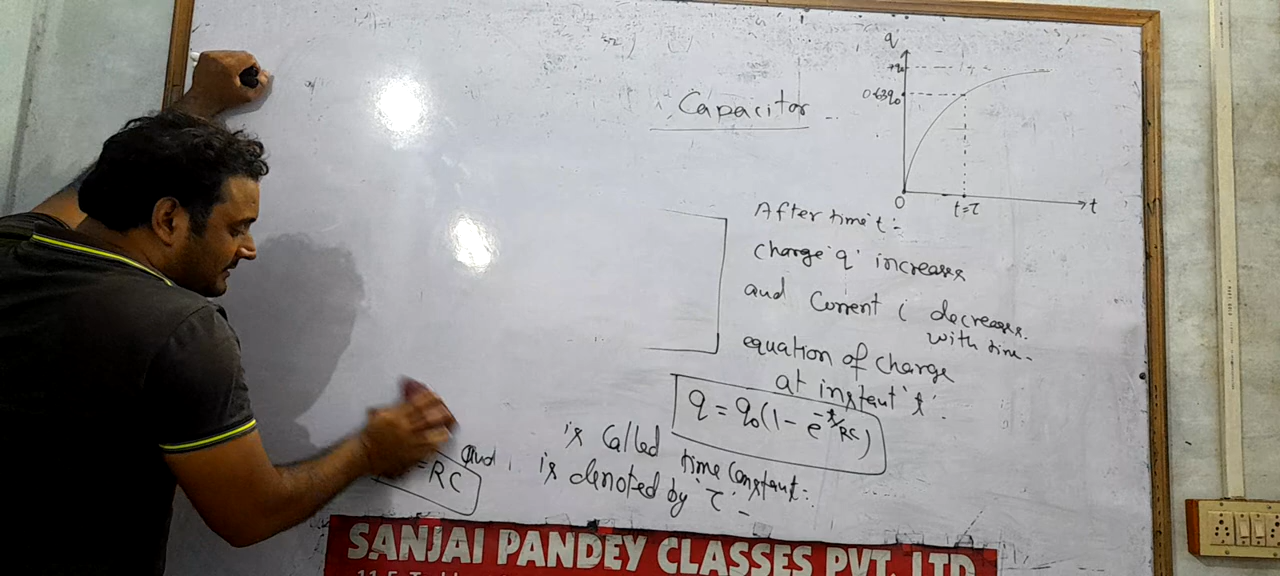 Capacitor
q
0.63q₀
0
t=τ
t
After time 't' :-
charge 'q' increases
and current i decreases
with time.
equation of charge
at instant 't'.
q = q₀(1 - e^-t/RC)
is called time constant :-
and is denoted by τ -
= RC
SANJAI PANDEY CLASSES PVT. LTD